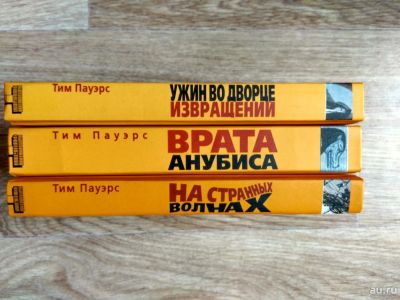 Тим Пауэрс
УЖИН ВО ДВОРЦЕ
ИЗВРАЩЕНИЙ
Тим Пауэрс
ВРАТА
АНУБИСА
Тим Пауэрс
НА СТРАННЫХ
ВОЛНАХ
au.ru